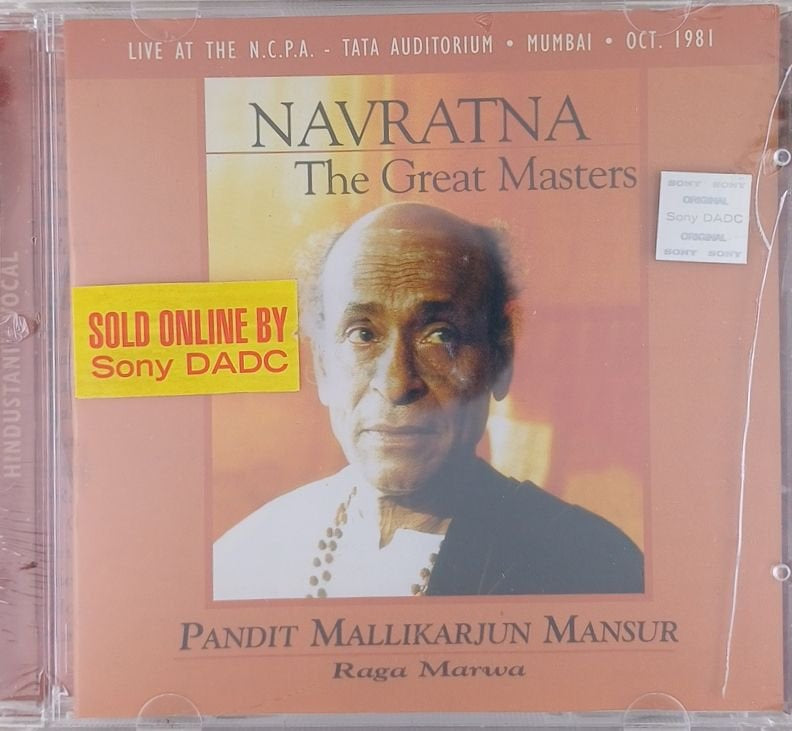 LIVE AT THE N.C.P.A. - TATA AUDITORIUM • MUMBAI • OCT. 1981
NAVRATNA
The Great Masters
SONY SONY
ORIGINAL
Sony DADC
ORIGINAL
SONY SONY
SOLD ONLINE BY
Sony DADC
HINDUSTANI VOCAL
PANDIT MALLIKARJUN MANSUR
Raga Marwa